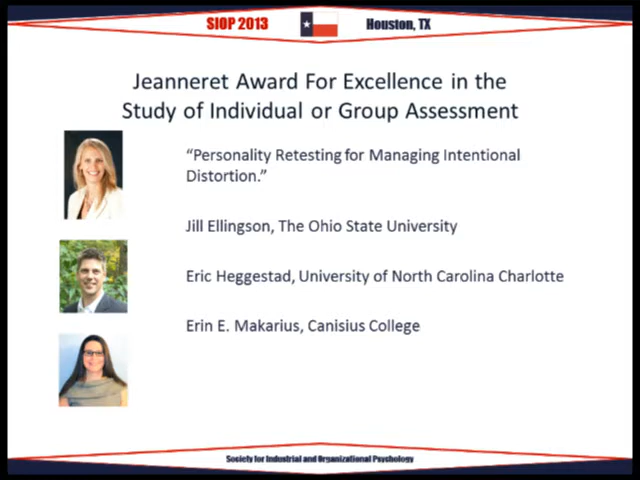 SIOP 2013 Houston, TX
Jeanneret Award For Excellence in the
Study of Individual or Group Assessment
“Personality Retesting for Managing Intentional
Distortion.”
Jill Ellingson, The Ohio State University
Eric Heggestad, University of North Carolina Charlotte
Erin E. Makarius, Canisius College
Society for Industrial and Organizational Psychology